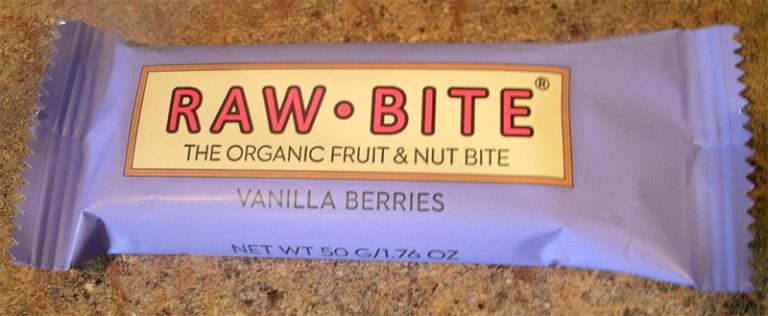 RAW•BITE®
THE ORGANIC FRUIT & NUT BITE
VANILLA BERRIES
NET WT 50 G/1.76 OZ